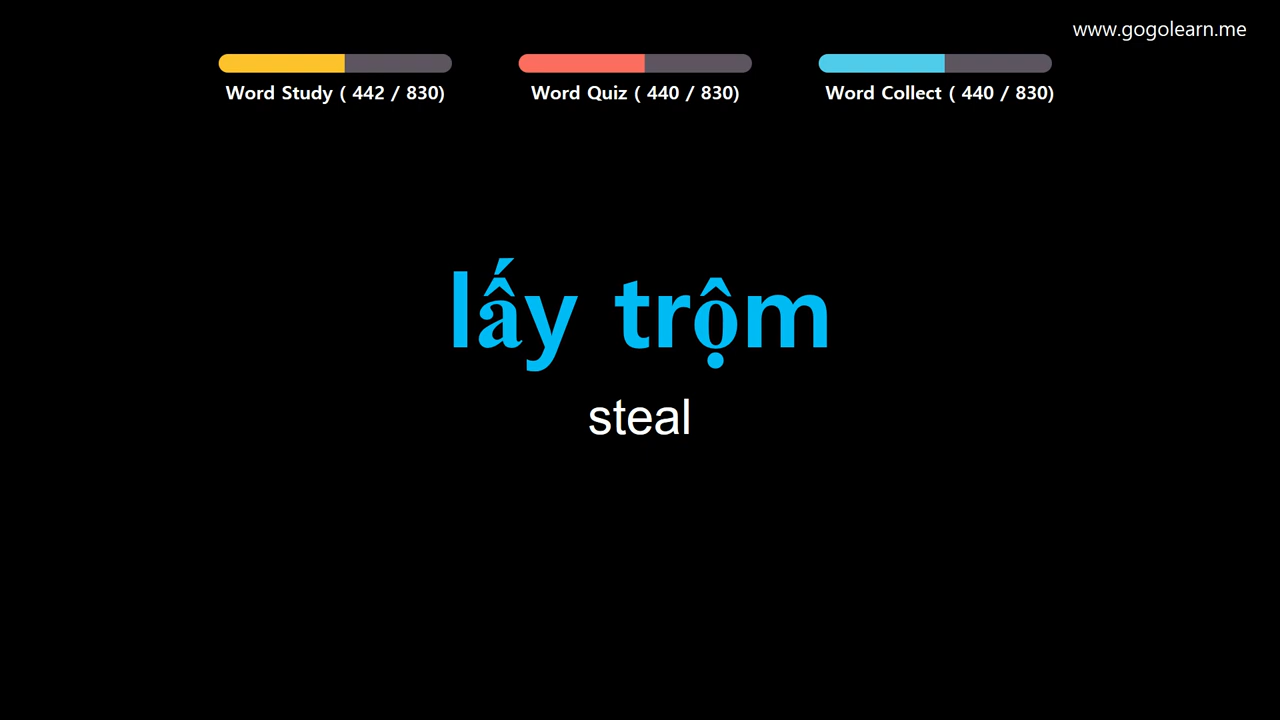 www.gogolearn.me
Word Study ( 442 / 830)
Word Quiz ( 440 / 830)
Word Collect ( 440 / 830)
lấy trộm
steal